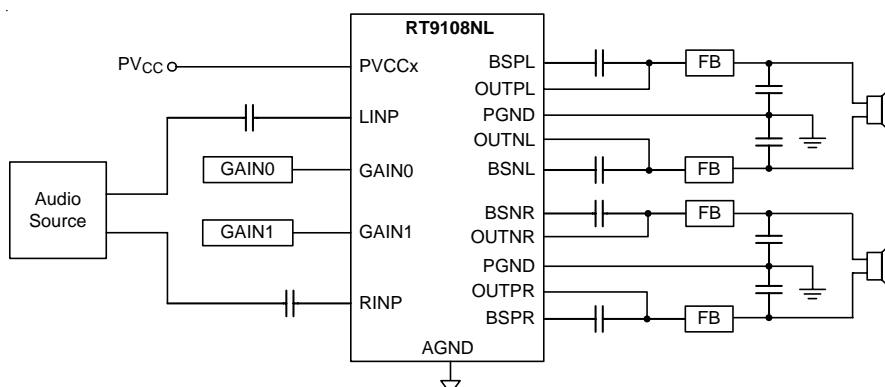 RT9108NL
PVCC
PVCCx
LINP
GAIN0
GAIN0
GAIN1
GAIN1
RINP
AGND
Audio
Source
BSPL
OUTPL
PGND
OUTNL
BSNL
BSNR
OUTNR
PGND
OUTPR
BSPR
FB
FB
FB
FB